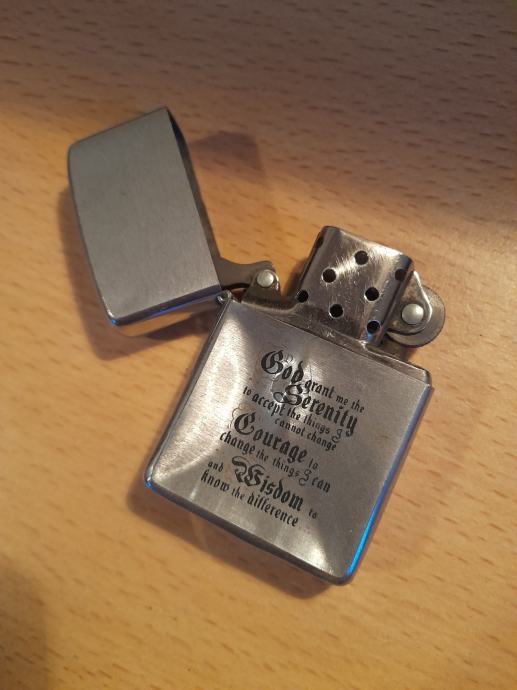 God grant me the
Serenity
to accept the things I
cannot change
Courage to
change the things I can
and Wisdom to
know the difference...